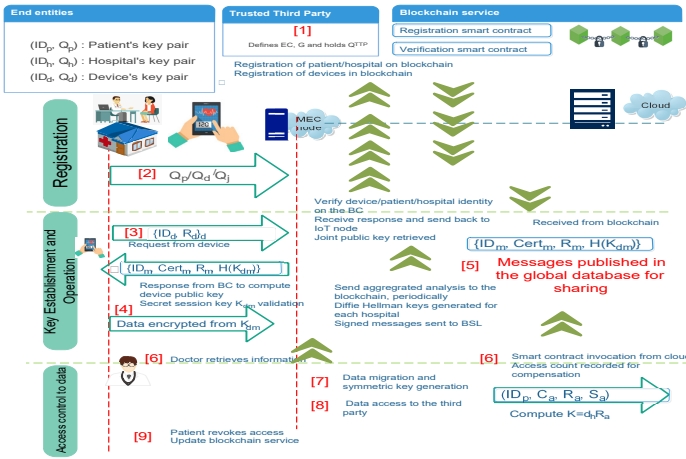 End entities
Trusted Third Party
Blockchain service
(IDp, Qp) : Patient's key pair
(IDh, Qh) : Hospital's key pair
(IDd, Qd) : Device's key pair
[1]
Defines EC, G and holds QTTP
Registration smart contract
Verification smart contract
Registration of patient/hospital on blockchain
Registration of devices in blockchain
Registration
MEC
node
Cloud
[2] Qp/Qd/Qj
Verify device/patient/hospital identity
on the BC
Receive response and send back to
IoT node
Joint public key retrieved
Received from blockchain
Key Establishment and
Operation
[3] {IDd, Rd}d
Request from device
{IDm, Certm, Rm, H(Kdm)}
{IDm, Certm, Rm, H(Kdm)}
[5] Messages published in
the global database for
sharing
Response from BC to compute
device public key
Secret session key Kdm validation
[4]
Data encrypted from Kdm
Send aggregrated analysis to the
blockchain, periodically
Diffie Hellman keys generated for
each hospital
Signed messages sent to BSL
Access control to data
[6] Doctor retrieves information
[6] Smart contract invocation from cloud
Access count recorded for
compensation
[7] Data migration and
symmetric key generation
[8] Data access to the third
party
(IDp, Ca, Ra, Sa)
Compute K=dhRa
[9] Patient revokes access
Update blockchain service